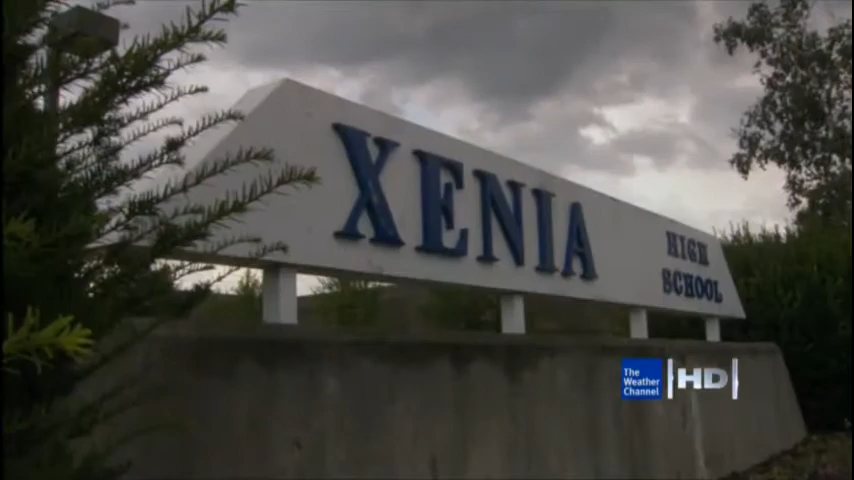 XENIA
HIGH
SCHOOL
The
Weather
Channel
HD